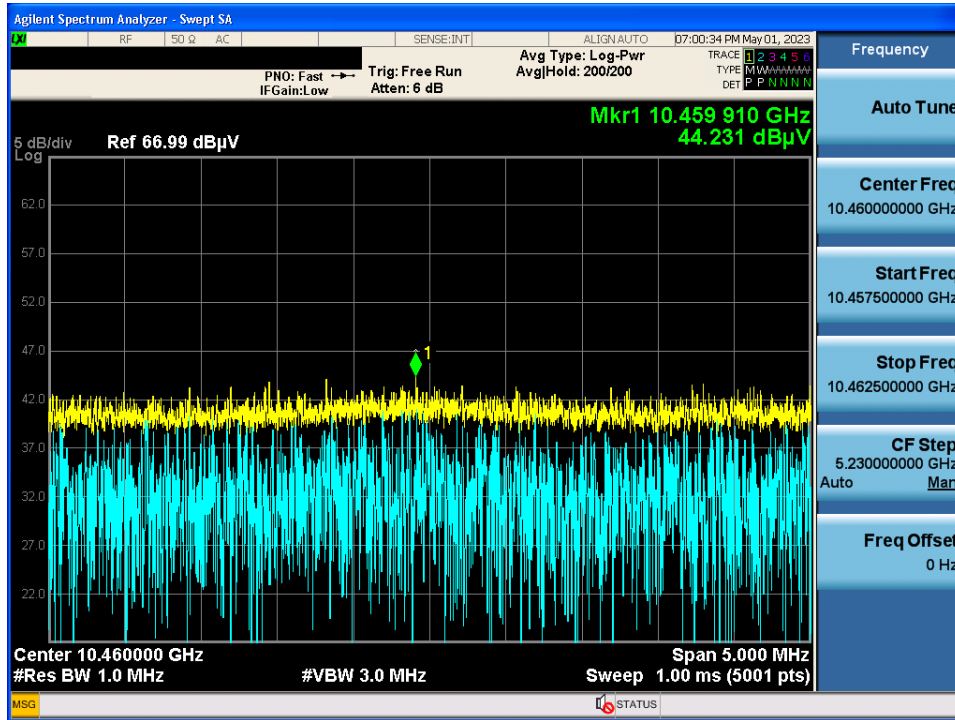 Agilent Spectrum Analyzer - Swept SA
LXI RF 50 Ω AC SENSE:INT ALIGN AUTO 07:00:34 PM May 01, 2023
Frequency
PNO: Fast
IFGain:Low
Trig: Free Run
Atten: 6 dB
Avg Type: Log-Pwr
Avg|Hold: 200/200
TRACE 1 2 3 4 5 6
TYPE M WWWWW
DET P P N N N N
Auto Tune
Mkr1 10.459 910 GHz
44.231 dBµV
5 dB/div Ref 66.99 dBµV
Log
62.0
57.0
52.0
47.0
42.0
37.0
32.0
27.0
22.0
1
Center Freq
10.460000000 GHz
Start Freq
10.457500000 GHz
Stop Freq
10.462500000 GHz
CF Step
5.230000000 GHz
Auto Man
Freq Offset
0 Hz
Center 10.460000 GHz Span 5.000 MHz
#Res BW 1.0 MHz #VBW 3.0 MHz Sweep 1.00 ms (5001 pts)
MSG STATUS